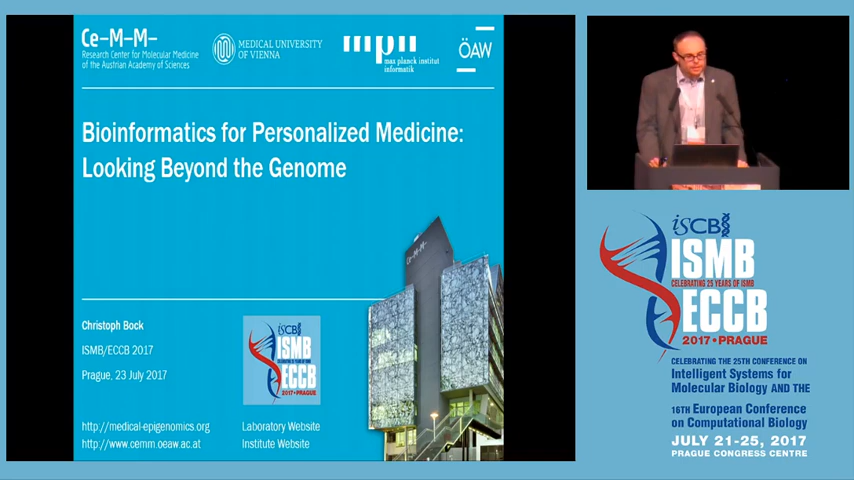 Ce-M-M-
Research Center for Molecular Medicine
of the Austrian Academy of Sciences
MEDICAL UNIVERSITY
OF VIENNA
max planck institut
informatik
ÖAW
Bioinformatics for Personalized Medicine:
Looking Beyond the Genome
Ce-M-M-
Christoph Bock
ISMB/ECCB 2017
Prague, 23 July 2017
iSCB
ISMB
ECCB
2017 • PRAGUE
http://medical-epigenomics.org
Laboratory Website
http://www.cemm.oeaw.ac.at
Institute Website
iSCB
ISMB
CELEBRATING 25 YEARS OF ISMB
ECCB
2017 • PRAGUE
CELEBRATING THE 25TH CONFERENCE ON
Intelligent Systems for
Molecular Biology AND THE
16TH European Conference
on Computational Biology
JULY 21-25, 2017
PRAGUE CONGRESS CENTRE